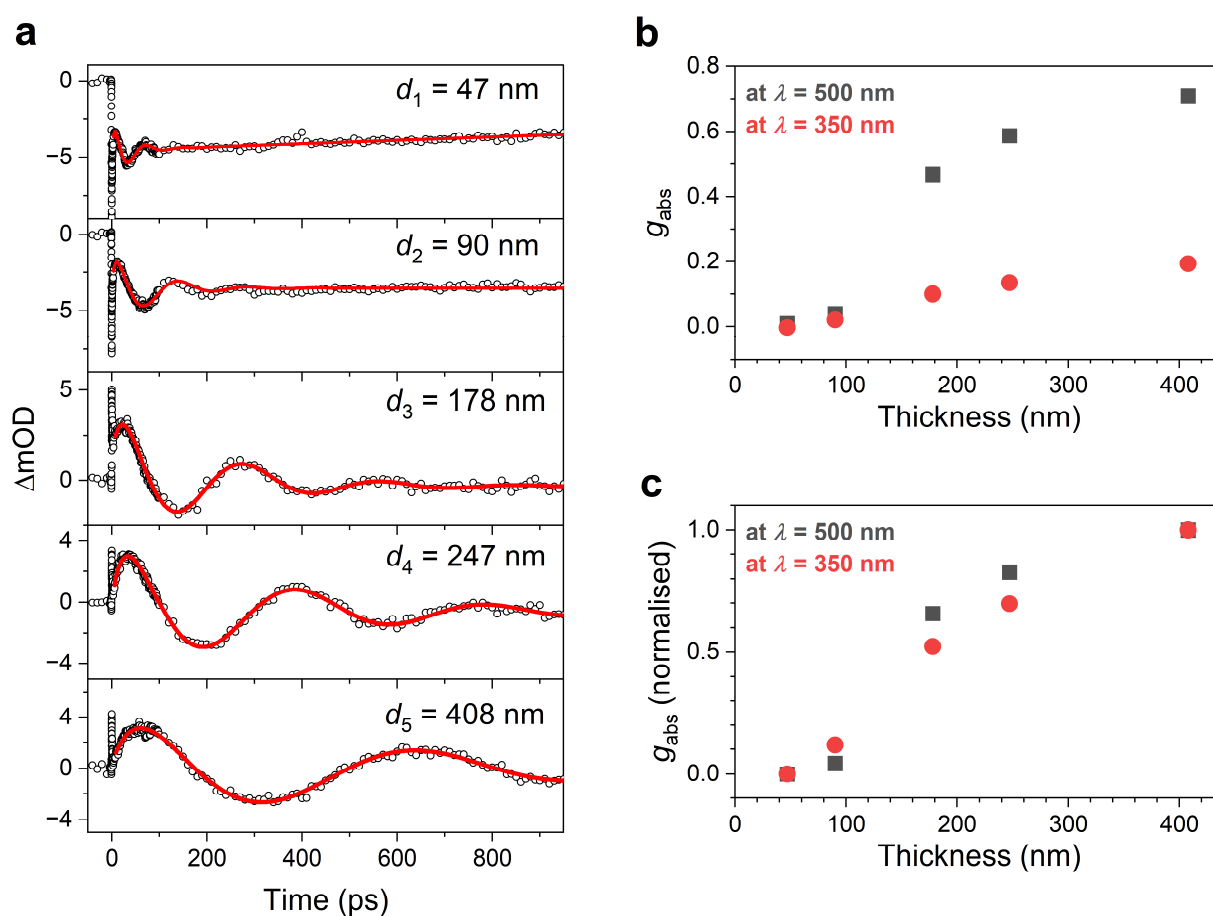 a
d1 = 47 nm
0
−5
d2 = 90 nm
0
−5
d3 = 178 nm
5
0
d4 = 247 nm
4
0
−4
d5 = 408 nm
4
0
−4
0 200 400 600 800
Time (ps)
ΔmOD
b
at λ = 500 nm
at λ = 350 nm
0.8
0.6
0.4
0.2
0.0
gabs
0 100 200 300 400
Thickness (nm)
c
at λ = 500 nm
at λ = 350 nm
1.0
0.5
0.0
gabs (normalised)
0 100 200 300 400
Thickness (nm)